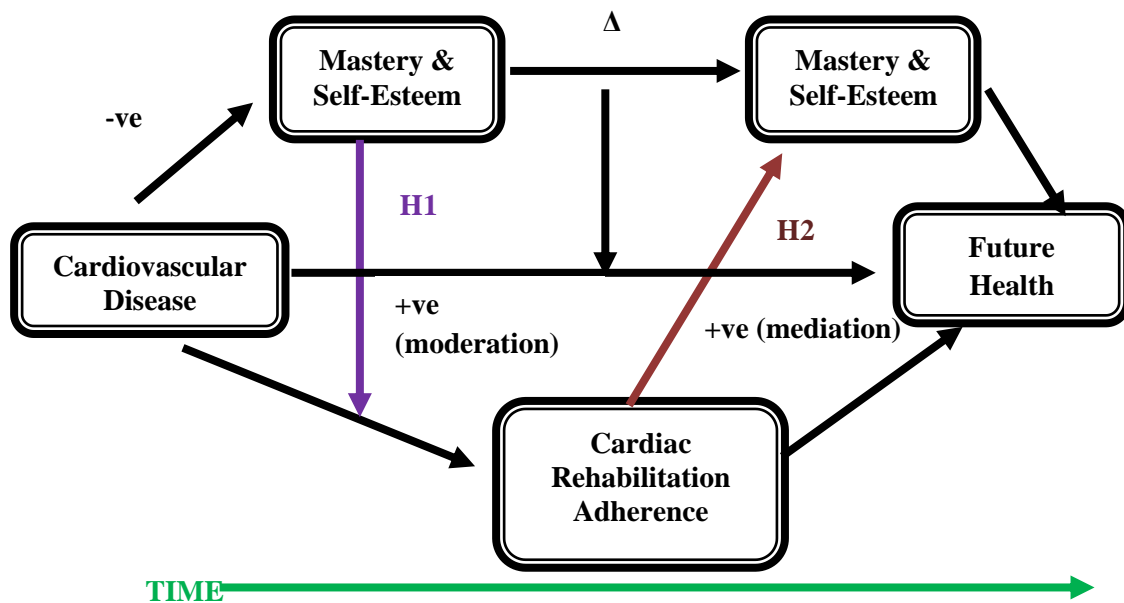 Δ
Mastery &
Self-Esteem
Mastery &
Self-Esteem
-ve
H1
H2
Cardiovascular
Disease
Future
Health
+ve
(moderation)
+ve (mediation)
Cardiac
Rehabilitation
Adherence
TIME